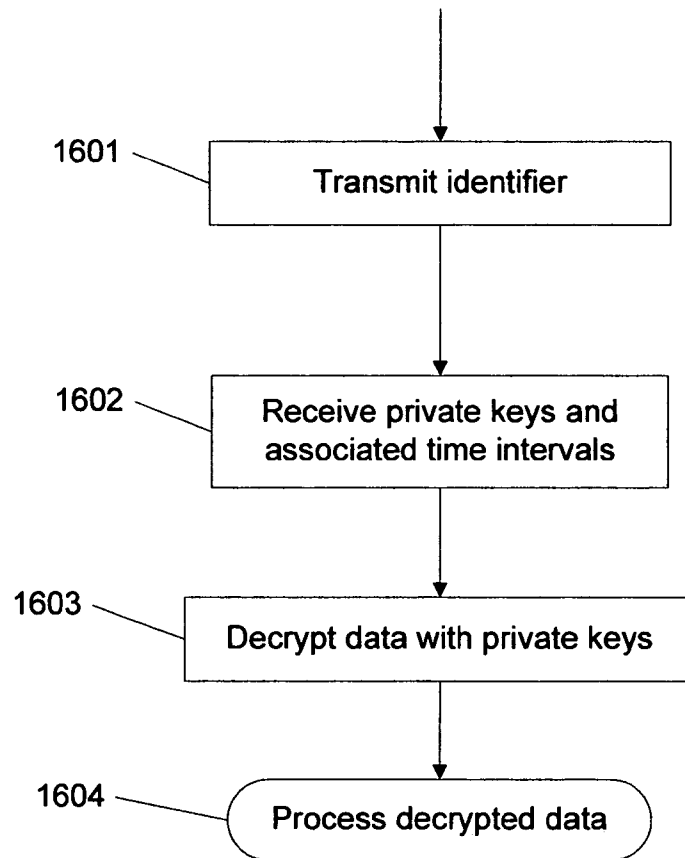 1601
Transmit identifier
1602
Receive private keys and
associated time intervals
1603
Decrypt data with private keys
1604
Process decrypted data